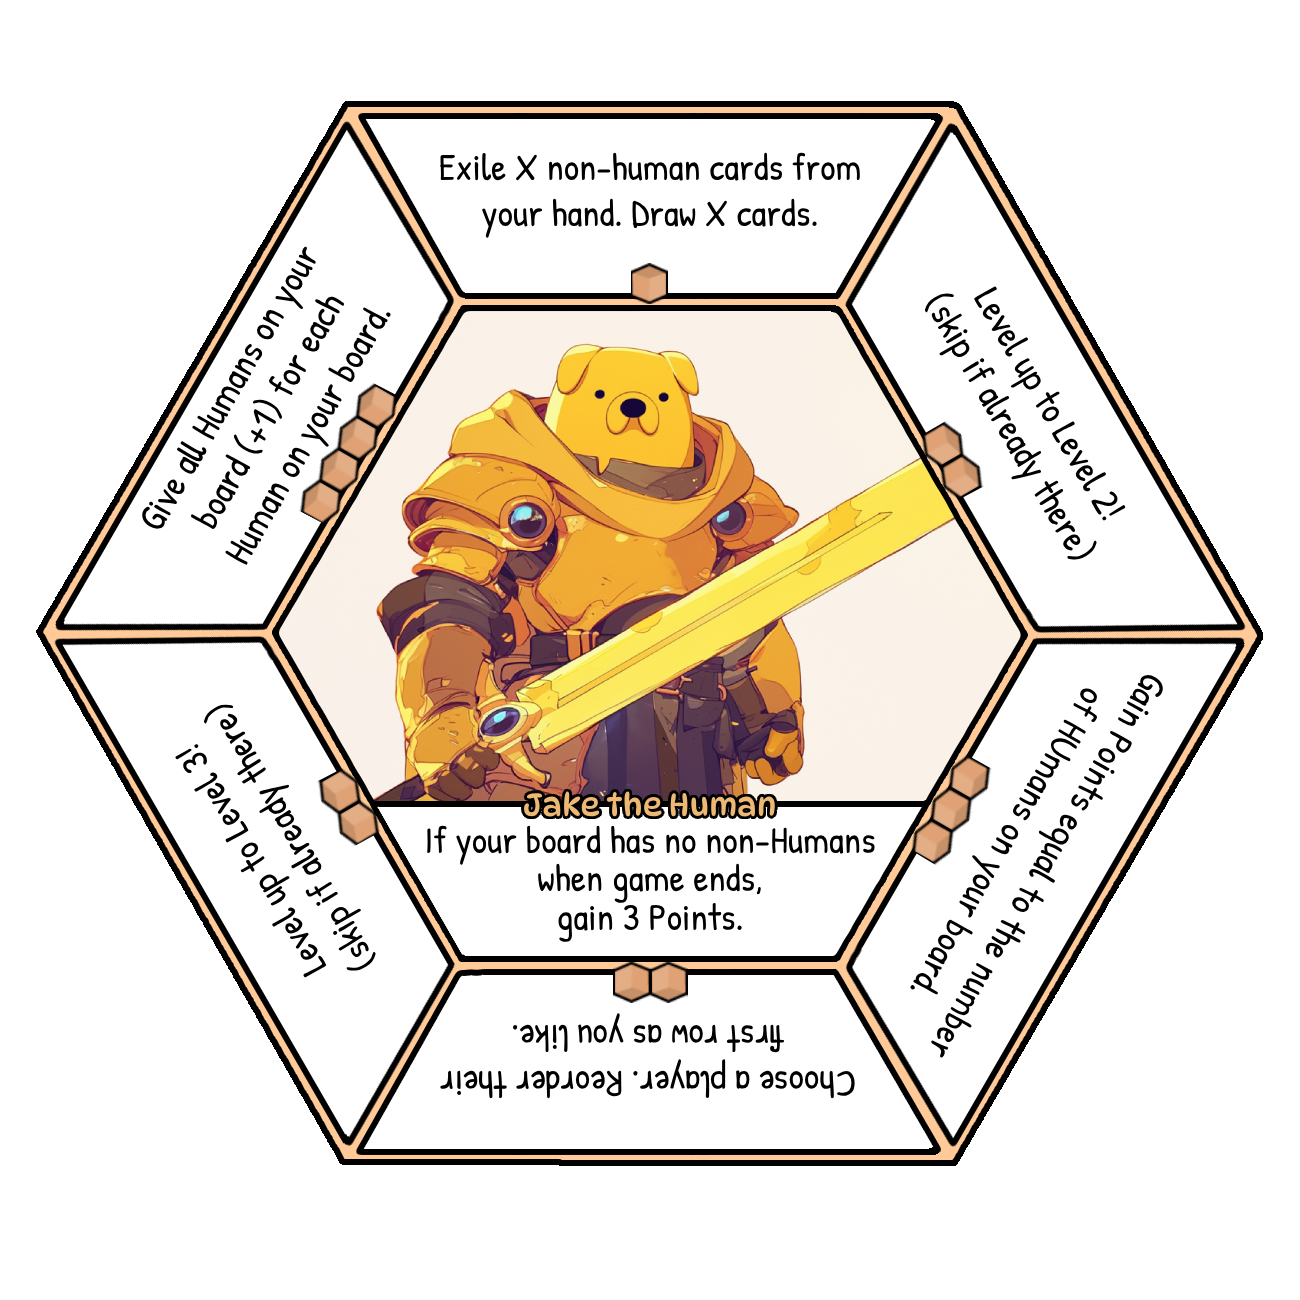 Exile X non-human cards from
your hand. Draw X cards.
Level up to Level 2!
(skip if already there)
Gain Points equal to the number
of HUmans on your board.
Choose a player. Reorder their
first row as you like.
Level up to Level 3!
(skip if already there)
Give all Humans on your
board (+1) for each
Human on your board.
Jake the Human
If your board has no non-Humans
when game ends,
gain 3 Points.